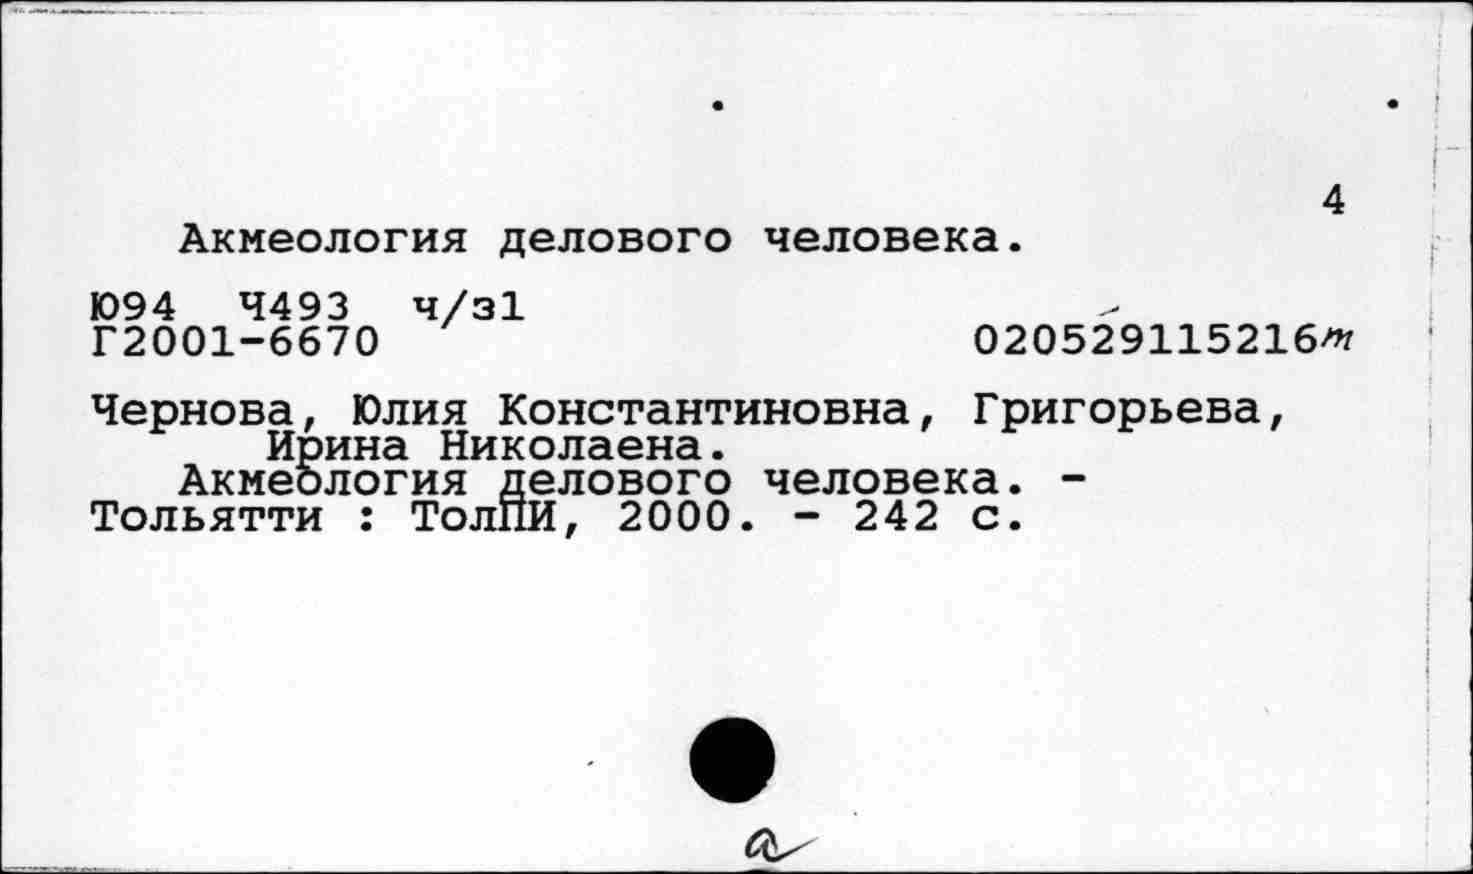 4
Акмеология делового человека.
Ю94 Ч493 ч/з1
Г2001-6670 020529115216m
Чернова, Юлия Константиновна, Григорьева,
Ирина Николаена.
Акмеология делового человека. -
Тольятти : ТолПИ, 2000. - 242 с.